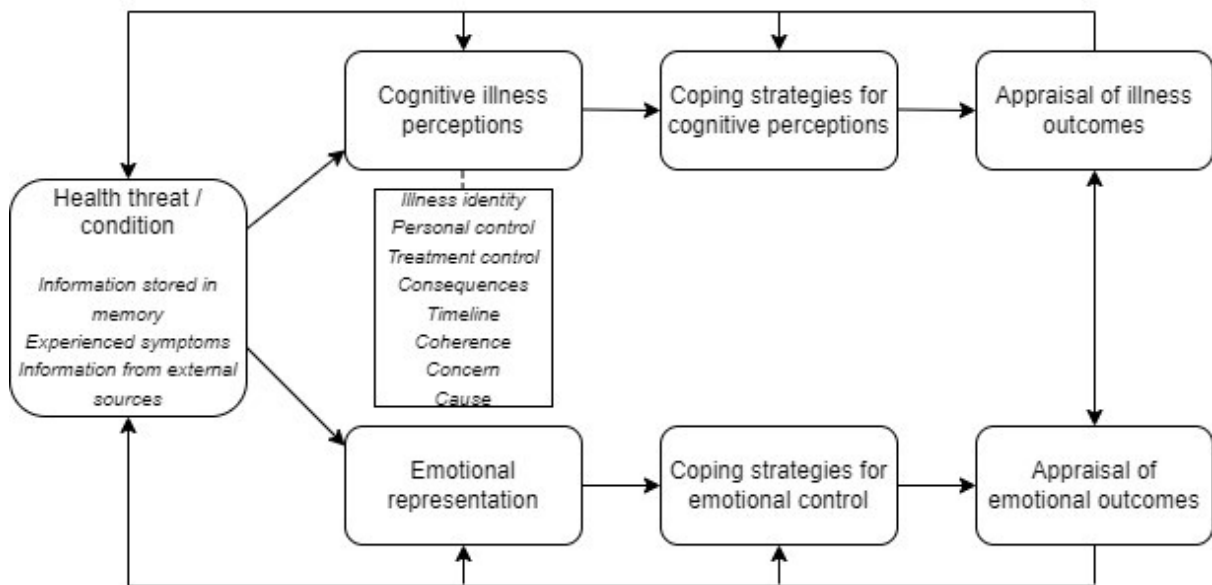 Cognitive illness
perceptions
Coping strategies for
cognitive perceptions
Appraisal of illness
outcomes
Health threat /
condition
Information stored in
memory
Experienced symptoms
Information from external
sources
Illness identity
Personal control
Treatment control
Consequences
Timeline
Coherence
Concern
Cause
Emotional
representation
Coping strategies for
emotional control
Appraisal of
emotional outcomes